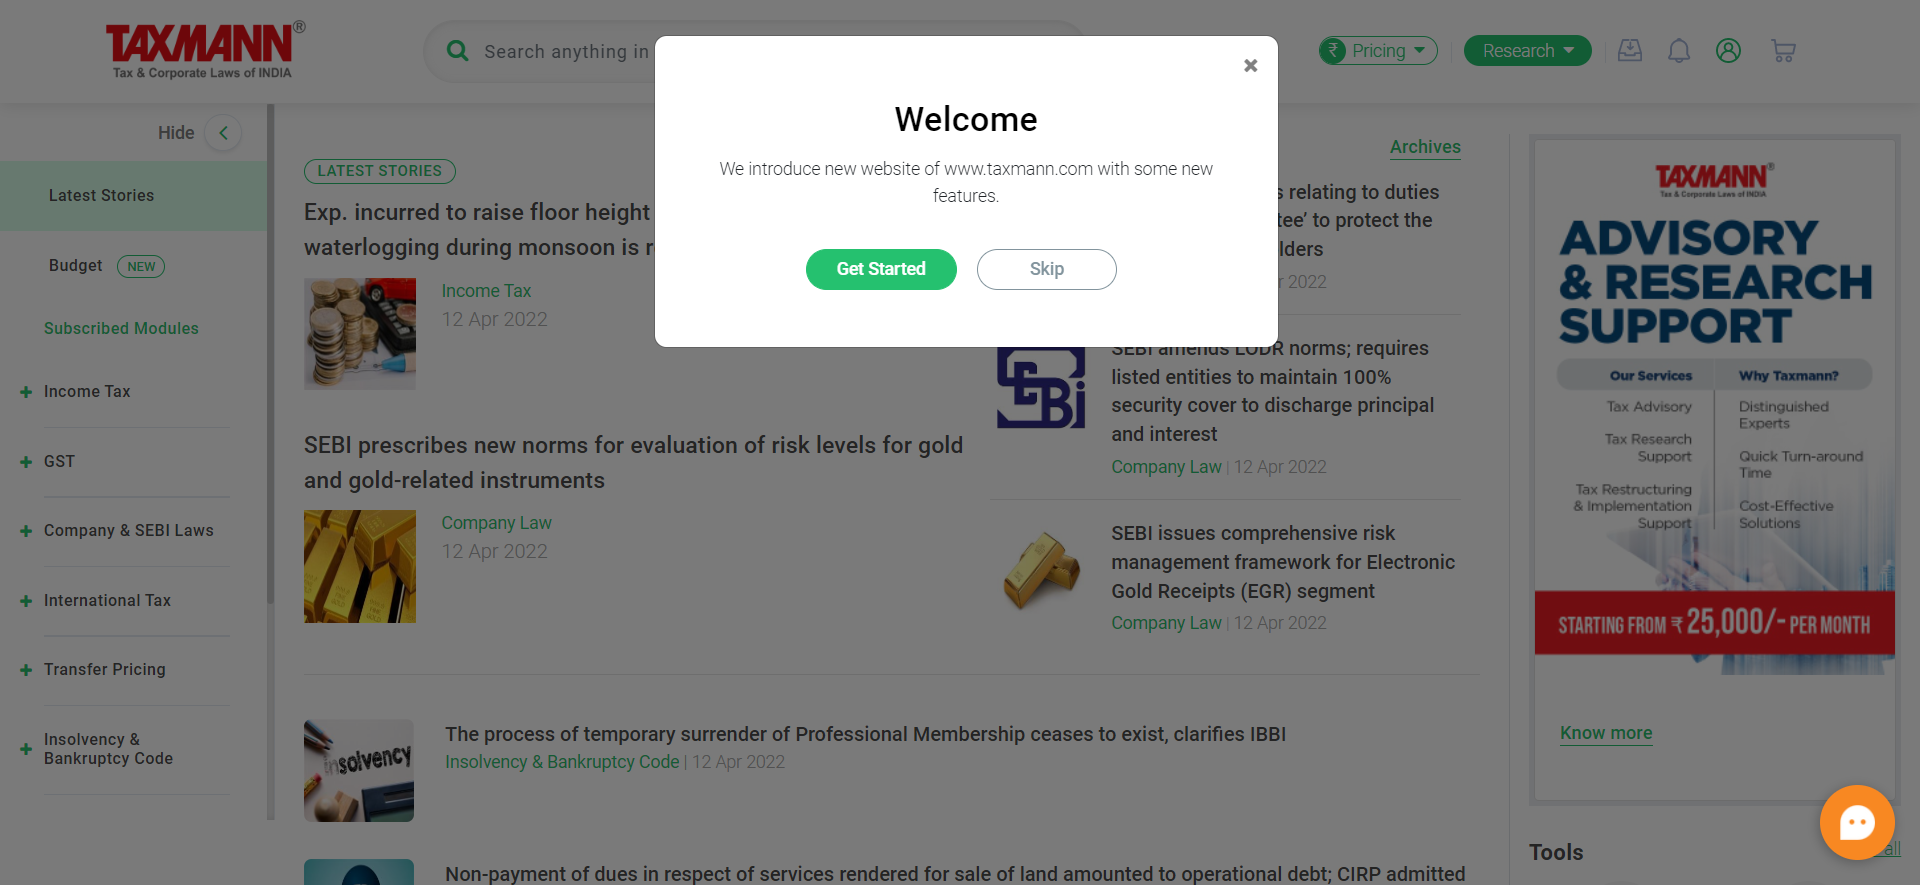 TAXMANN®
Tax & Corporate Laws of INDIA
Search anything in
Pricing
Research
Welcome
We introduce new website of www.taxmann.com with some new
features.
Get Started
Skip
Hide
Latest Stories
Budget NEW
Subscribed Modules
Income Tax
GST
Company & SEBI Laws
International Tax
Transfer Pricing
Insolvency &
Bankruptcy Code
LATEST STORIES
Exp. incurred to raise floor height
waterlogging during monsoon is
Income Tax
12 Apr 2022
SEBI prescribes new norms for evaluation of risk levels for gold
and gold-related instruments
Company Law
12 Apr 2022
Archives
relating to duties
to protect the
2022
SEBI
SEBI amends LODR norms; requires
listed entities to maintain 100%
security cover to discharge principal
and interest
Company Law | 12 Apr 2022
SEBI issues comprehensive risk
management framework for Electronic
Gold Receipts (EGR) segment
Company Law | 12 Apr 2022
insolvency
The process of temporary surrender of Professional Membership ceases to exist, clarifies IBBI
Insolvency & Bankruptcy Code | 12 Apr 2022
Non-payment of dues in respect of services rendered for sale of land amounted to operational debt; CIRP admitted
TAXMANN®
Tax & Corporate Laws of INDIA
ADVISORY
& RESEARCH
SUPPORT
Our Services
Tax Advisory
Tax Research
Support
Tax Restructuring
& Implementation
Support
Why Taxmann?
Distinguished
Experts
Quick Turn-around
Time
Cost-Effective
Solutions
STARTING FROM ₹ 25,000/- PER MONTH
Know more
Tools
all